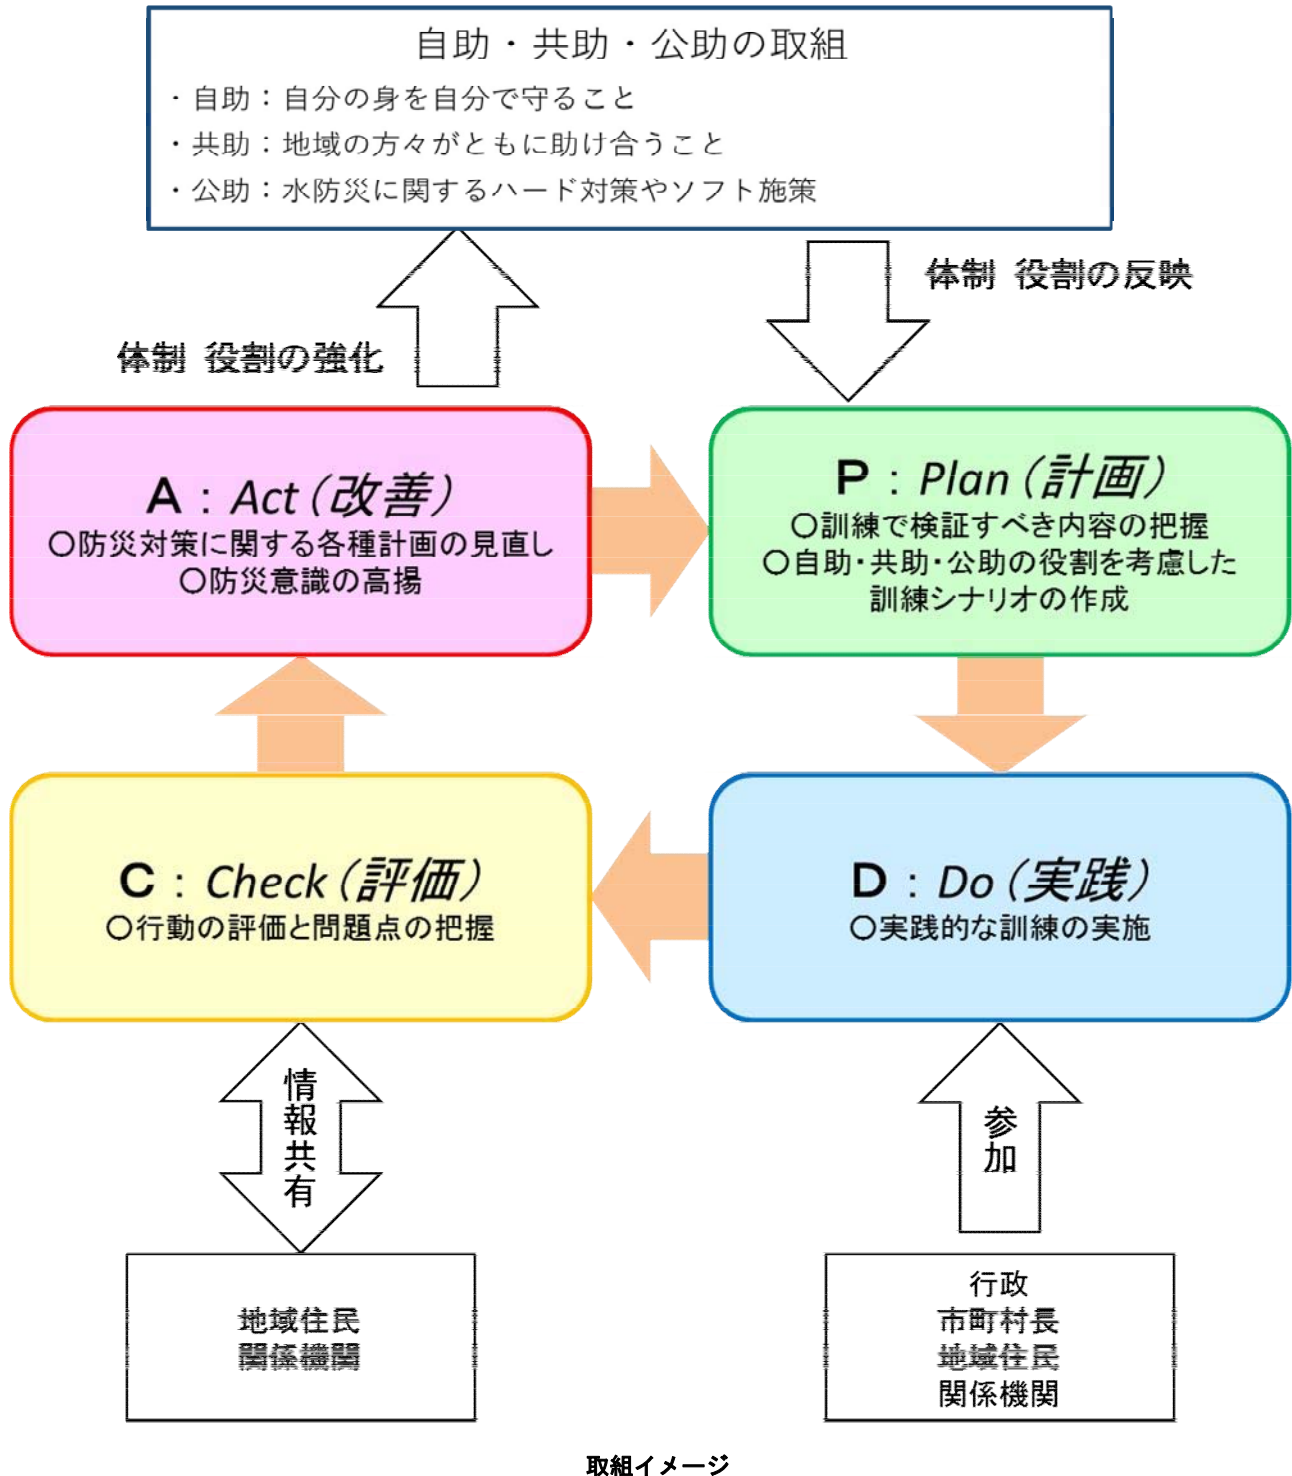 自助・共助・公助の取組
・自助：自分の身を自分で守ること
・共助：地域の方々がともに助け合うこと
・公助：水防災に関するハード対策やソフト施策
体制 役割の反映
体制 役割の強化
A：Act（改善）
○防災対策に関する各種計画の見直し
○防災意識の高揚
P：Plan（計画）
○訓練で検証すべき内容の把握
○自助・共助・公助の役割を考慮した
訓練シナリオの作成
C：Check（評価）
○行動の評価と問題点の把握
D：Do（実践）
○実践的な訓練の実施
情報共有
参加
地域住民
関係機関
行政
市町村長
地域住民
関係機関
取組イメージ